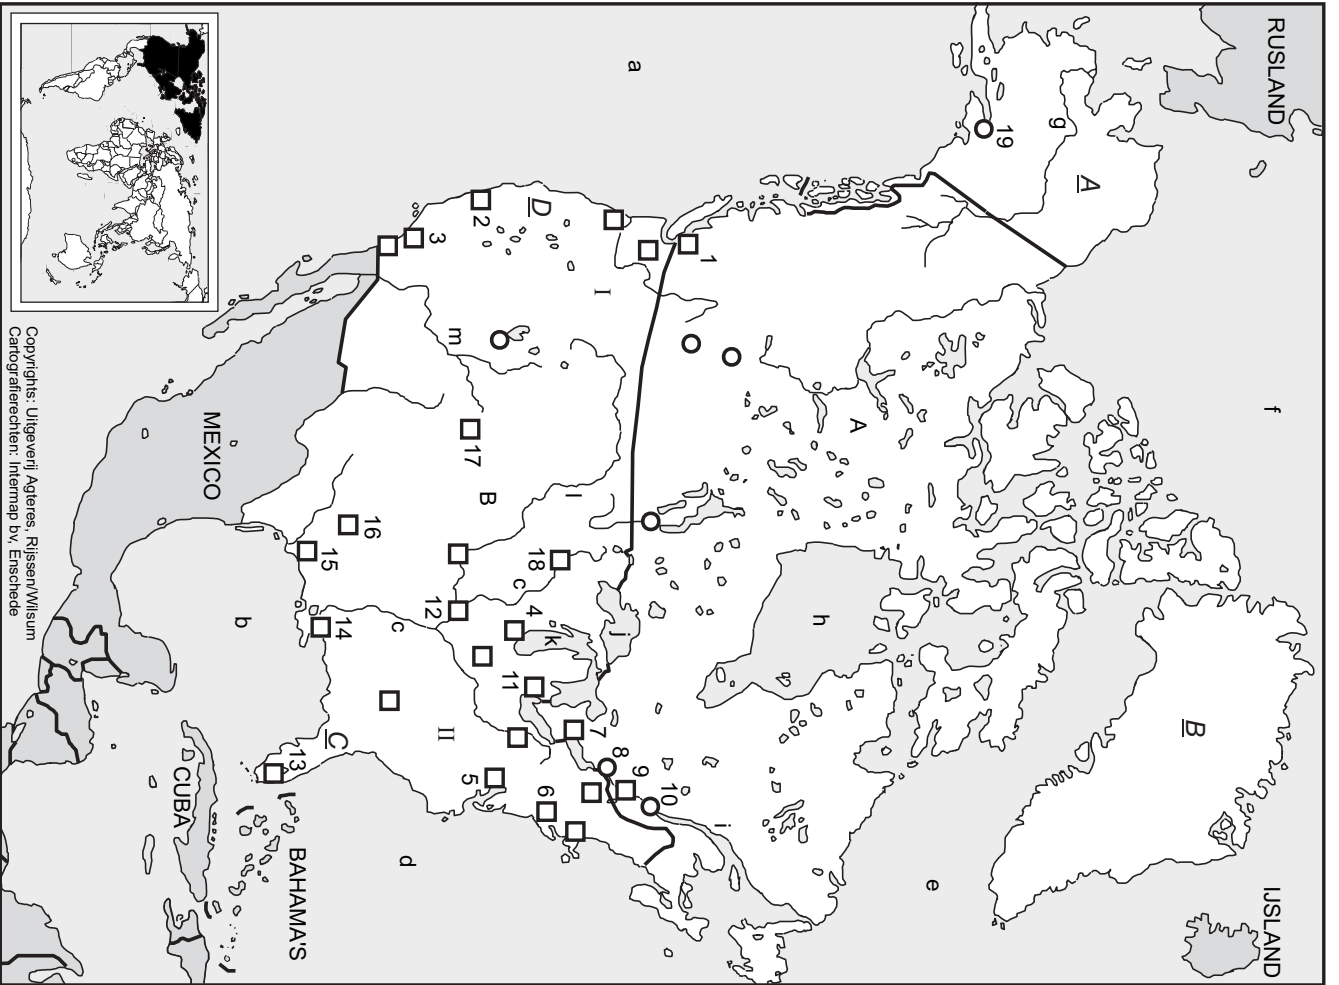 RUSLAND
IJSLAND
f
A
B
19
g
A
a
h
e
1
j
i
I
D
l
18
c
4
k
11
7
8
9
10
2
3
m
17
B
12
II
5
6
d
16
15
14
c
C
13
b
MEXICO
CUBA
BAHAMA'S
Copyrights: Uitgeverij Agteres, Rijssen/Wilsum
Cartografierechten: Intermap bv, Enschede